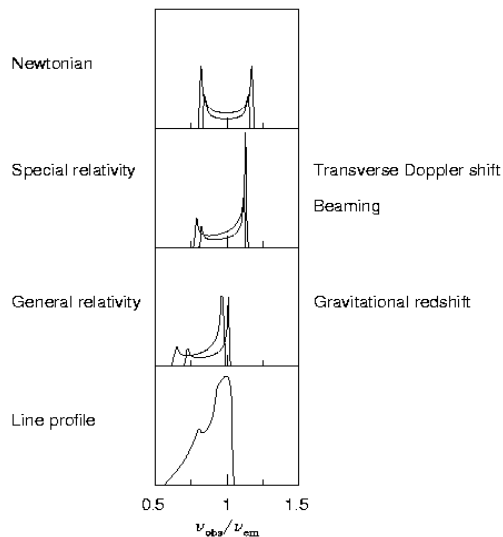 Newtonian
Special relativity
Transverse Doppler shift
Beaming
General relativity
Gravitational redshift
Line profile
0.5 1 1.5
ν_obs/ν_em